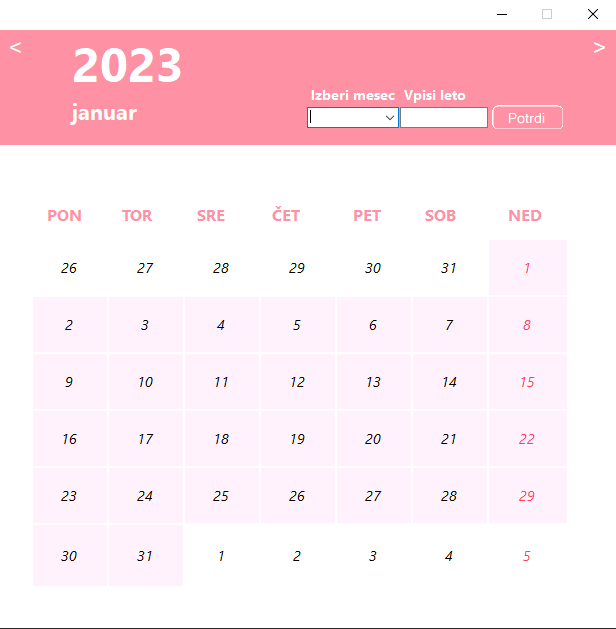 < 2023 >
januar
Izberi mesec Vpisi leto
Potrdi
PON TOR SRE ČET PET SOB NED
26 27 28 29 30 31 1
2 3 4 5 6 7 8
9 10 11 12 13 14 15
16 17 18 19 20 21 22
23 24 25 26 27 28 29
30 31 1 2 3 4 5